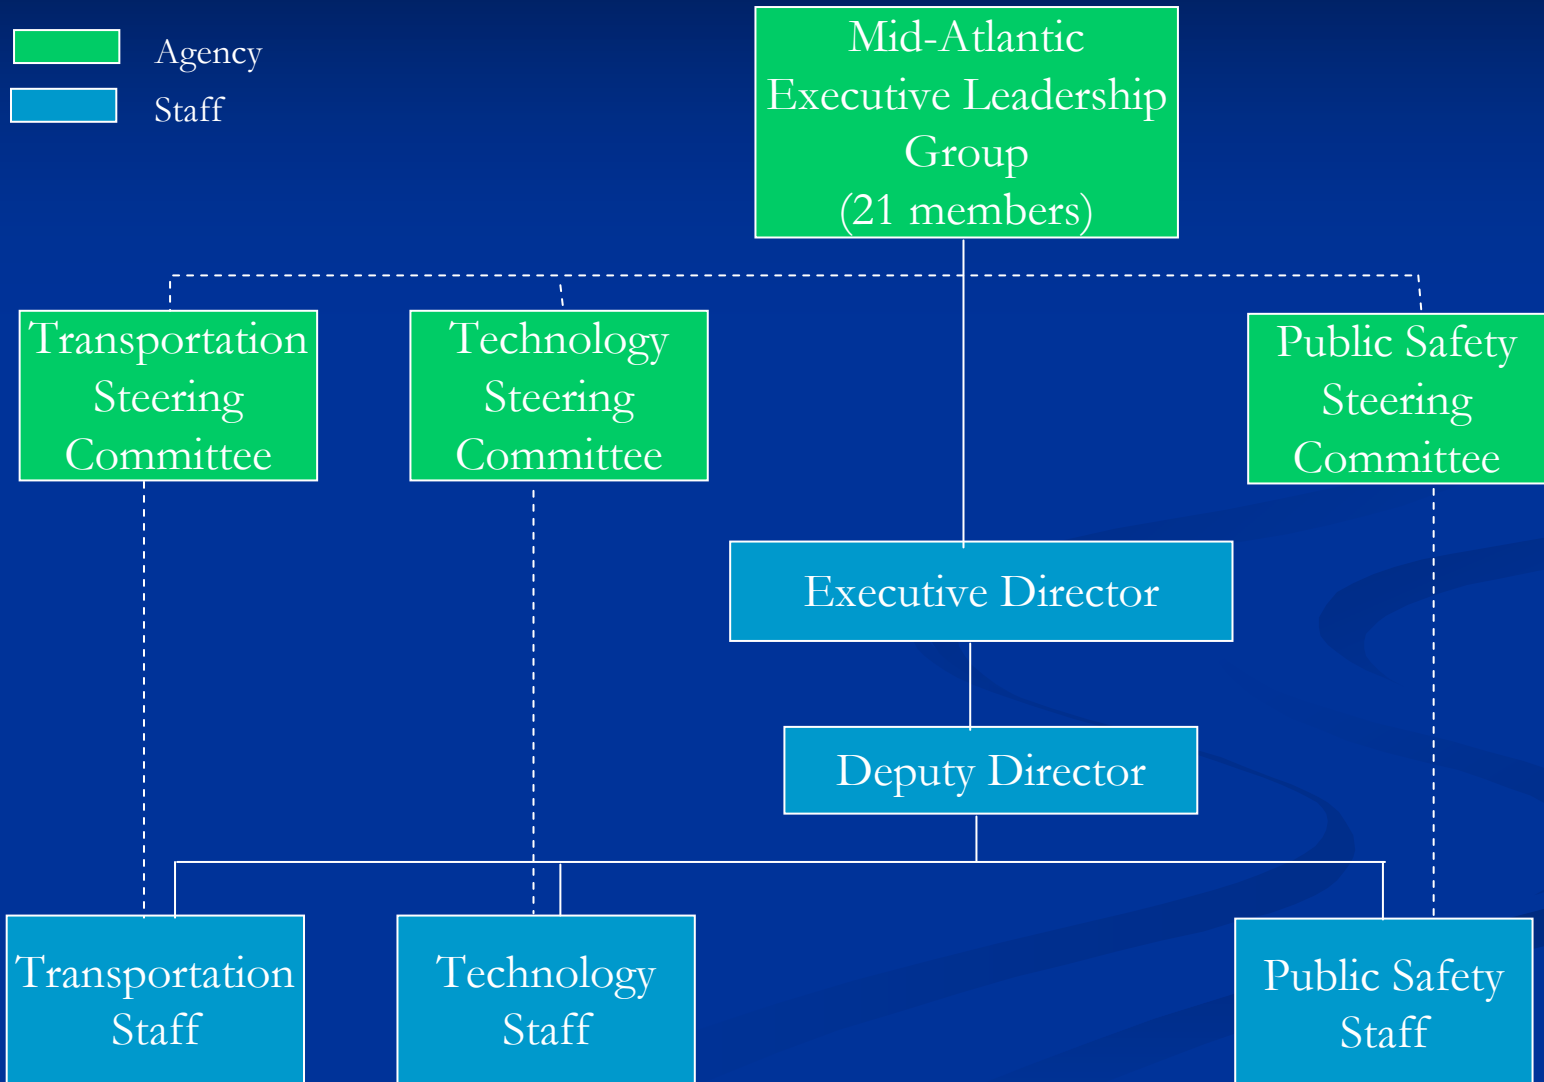 Agency
Staff
Mid-Atlantic
Executive Leadership
Group
(21 members)
Transportation
Steering
Committee
Technology
Steering
Committee
Public Safety
Steering
Committee
Executive Director
Deputy Director
Transportation
Staff
Technology
Staff
Public Safety
Staff